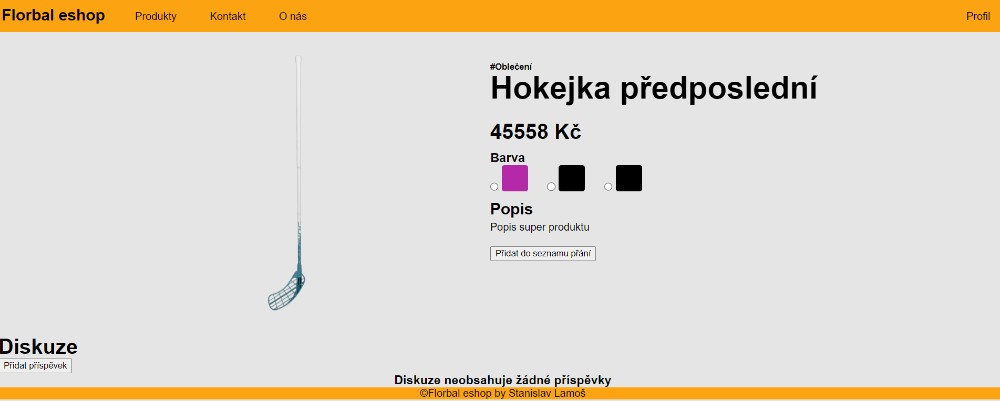 Florbal eshop Produkty Kontakt O nás Profil
#Oblečení
Hokejka předposlední
45558 Kč
Barva
Popis
Popis super produktu
Přidat do seznamu přání
Diskuze
Přidat příspěvek
Diskuze neobsahuje žádné příspěvky
©Florbal eshop by Stanislav Lamoš